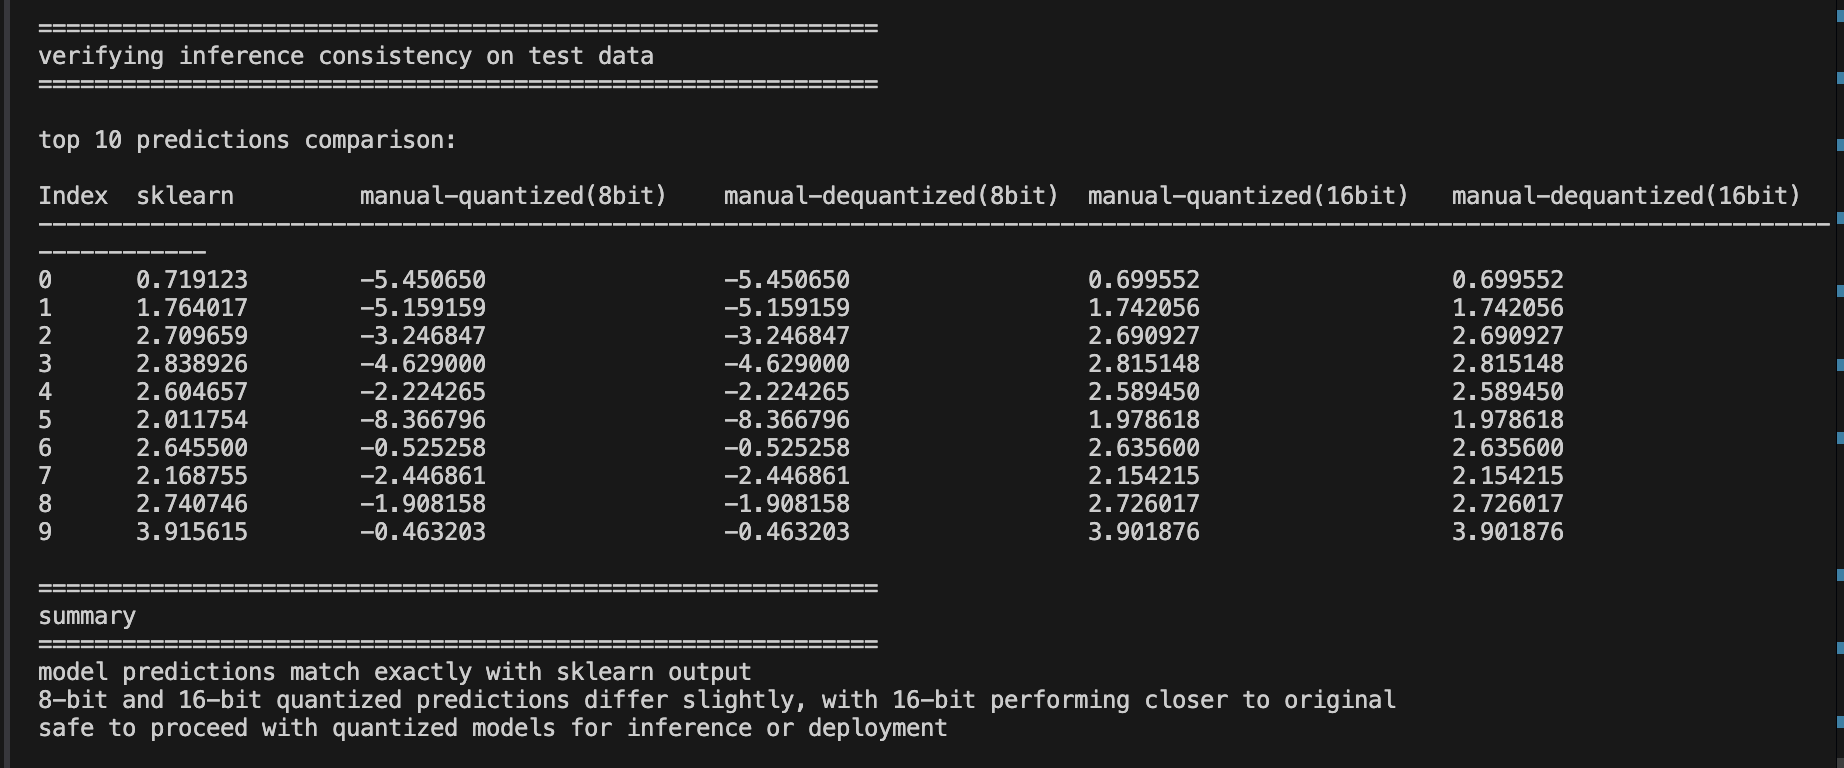 ============================================================
verifying inference consistency on test data
============================================================
top 10 predictions comparison:
Index  sklearn         manual-quantized(8bit)    manual-dequantized(8bit)  manual-quantized(16bit)   manual-dequantized(16bit)
--------------------------------------------------------------------------------------------------------------------------------
------------
0      0.719123        -5.450650                 -5.450650                 0.699552                  0.699552
1      1.764017        -5.159159                 -5.159159                 1.742056                  1.742056
2      2.709659        -3.246847                 -3.246847                 2.690927                  2.690927
3      2.838926        -4.629000                 -4.629000                 2.815148                  2.815148
4      2.604657        -2.224265                 -2.224265                 2.589450                  2.589450
5      2.011754        -8.366796                 -8.366796                 1.978618                  1.978618
6      2.645500        -0.525258                 -0.525258                 2.635600                  2.635600
7      2.168755        -2.446861                 -2.446861                 2.154215                  2.154215
8      2.740746        -1.908158                 -1.908158                 2.726017                  2.726017
9      3.915615        -0.463203                 -0.463203                 3.901876                  3.901876
============================================================
summary
============================================================
model predictions match exactly with sklearn output
8-bit and 16-bit quantized predictions differ slightly, with 16-bit performing closer to original
safe to proceed with quantized models for inference or deployment